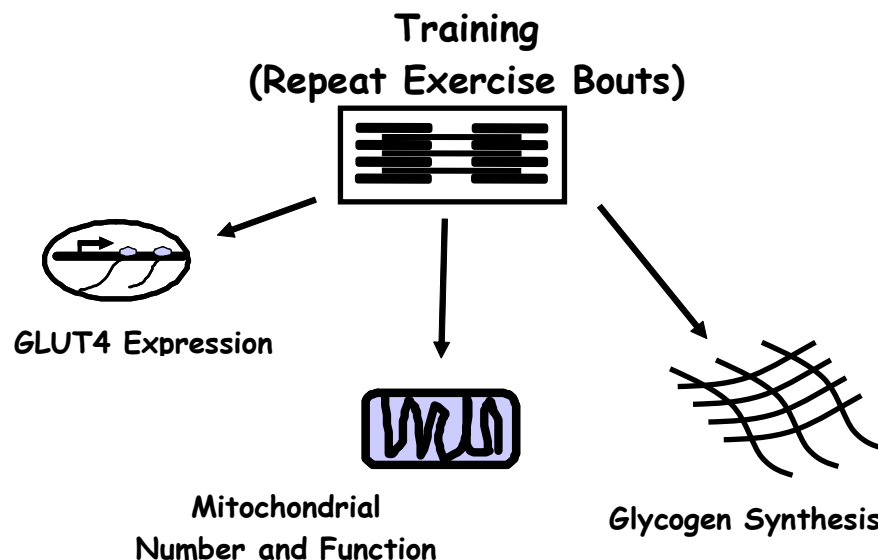 Training
(Repeat Exercise Bouts)
GLUT4 Expression
Mitochondrial
Number and Function
Glycogen Synthesis